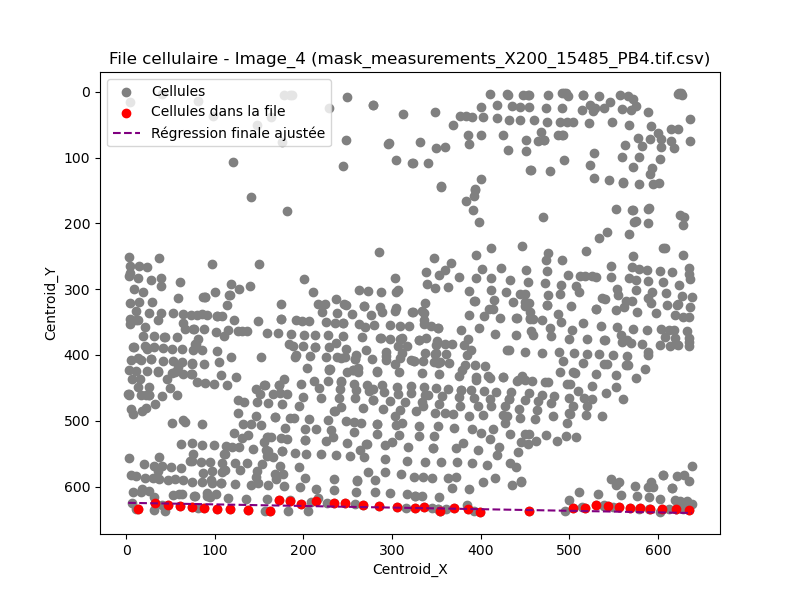 File cellulaire - Image_4 (mask_measurements_X200_15485_PB4.tif.csv)
Cellules
Cellules dans la file
Régression finale ajustée
0
100
200
300
400
500
600
Centroid_Y
0 100 200 300 400 500 600
Centroid_X